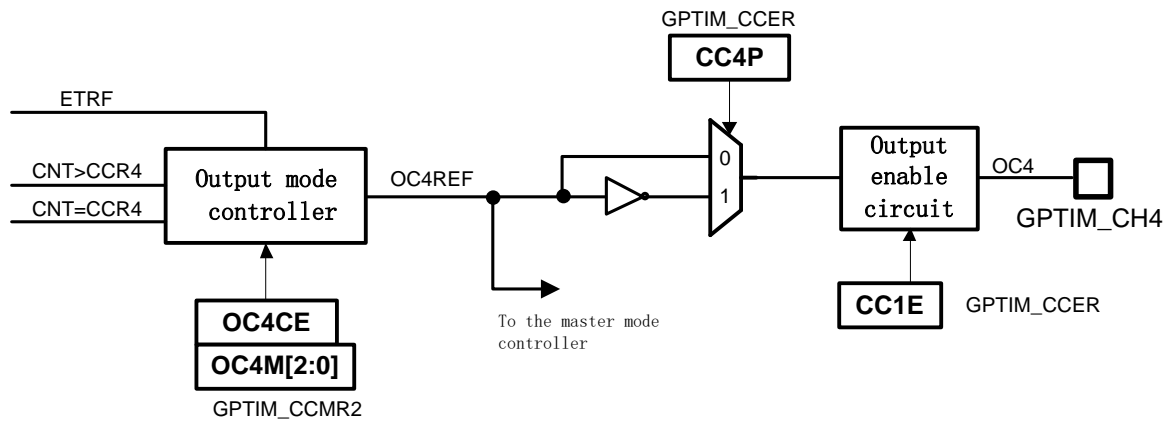 GPTIM_CCER
CC4P
ETRF
CNT>CCR4
CNT=CCR4
Output mode
controller
OC4REF
0
1
Output
enable
circuit
OC4
GPTIM_CH4
OC4CE
OC4M[2:0]
GPTIM_CCMR2
To the master mode
controller
CC1E
GPTIM_CCER